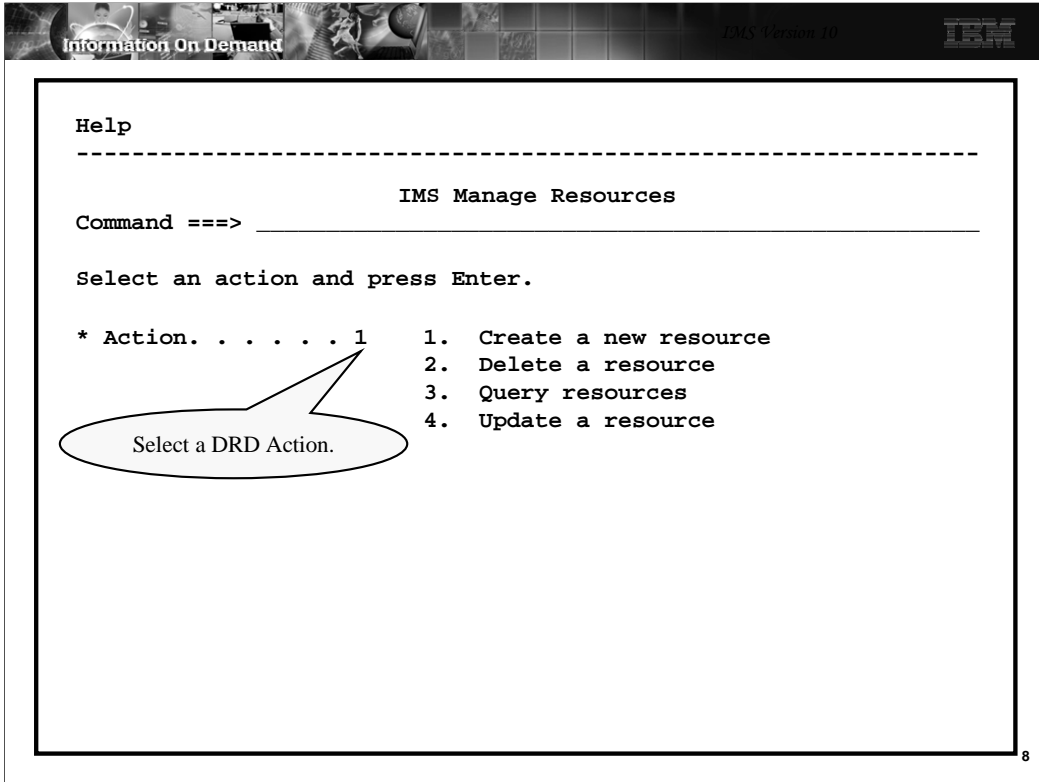 Information On Demand
IMS Version 10
IBM
Help
-----------------------------------------------------------------
IMS Manage Resources
Command ===> ____________________________________________________
Select an action and press Enter.
* Action. . . . . . 1 1. Create a new resource
2. Delete a resource
3. Query resources
4. Update a resource
Select a DRD Action.
8